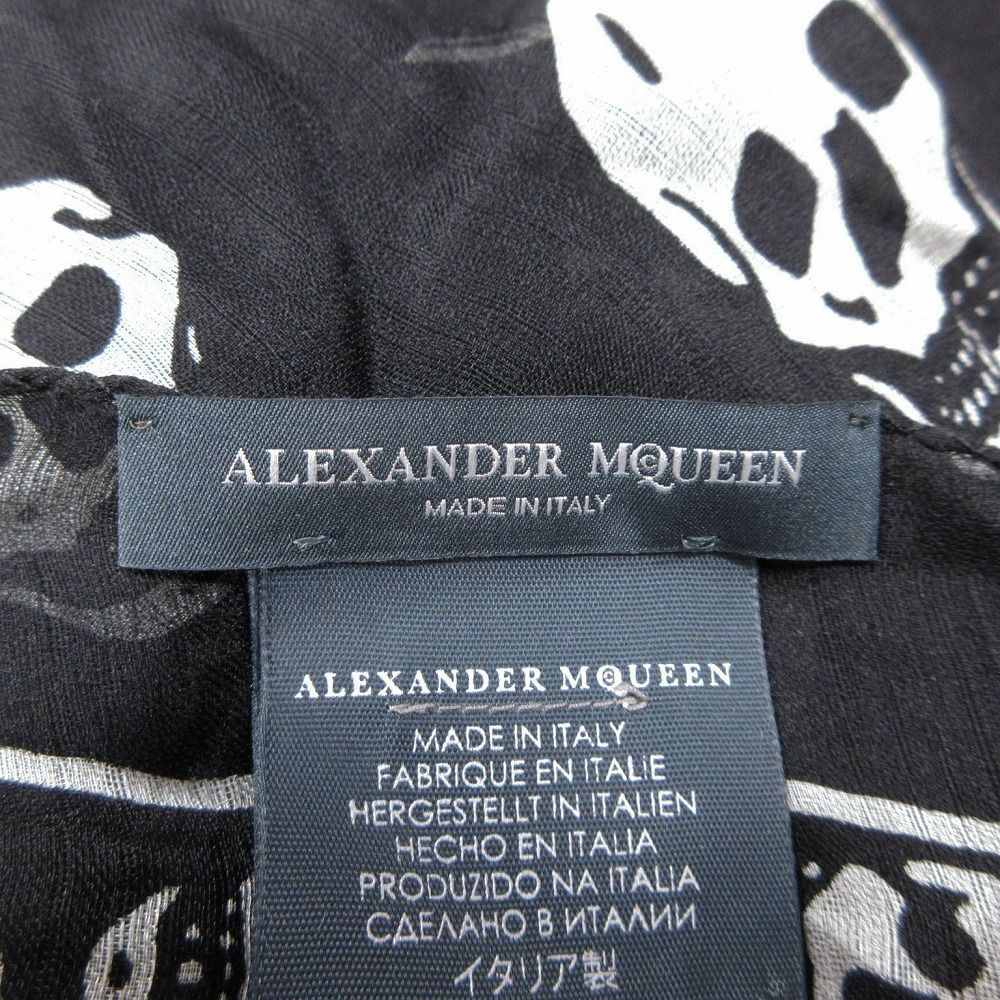 ALEXANDER McQUEEN
MADE IN ITALY
ALEXANDER McQUEEN
MADE IN ITALY
FABRIQUE EN ITALIE
HERGESTELLT IN ITALIEN
HECHO EN ITALIA
PRODUZIDO NA ITALIA
СДЕЛАНО В ИТАЛИИ
イタリア製